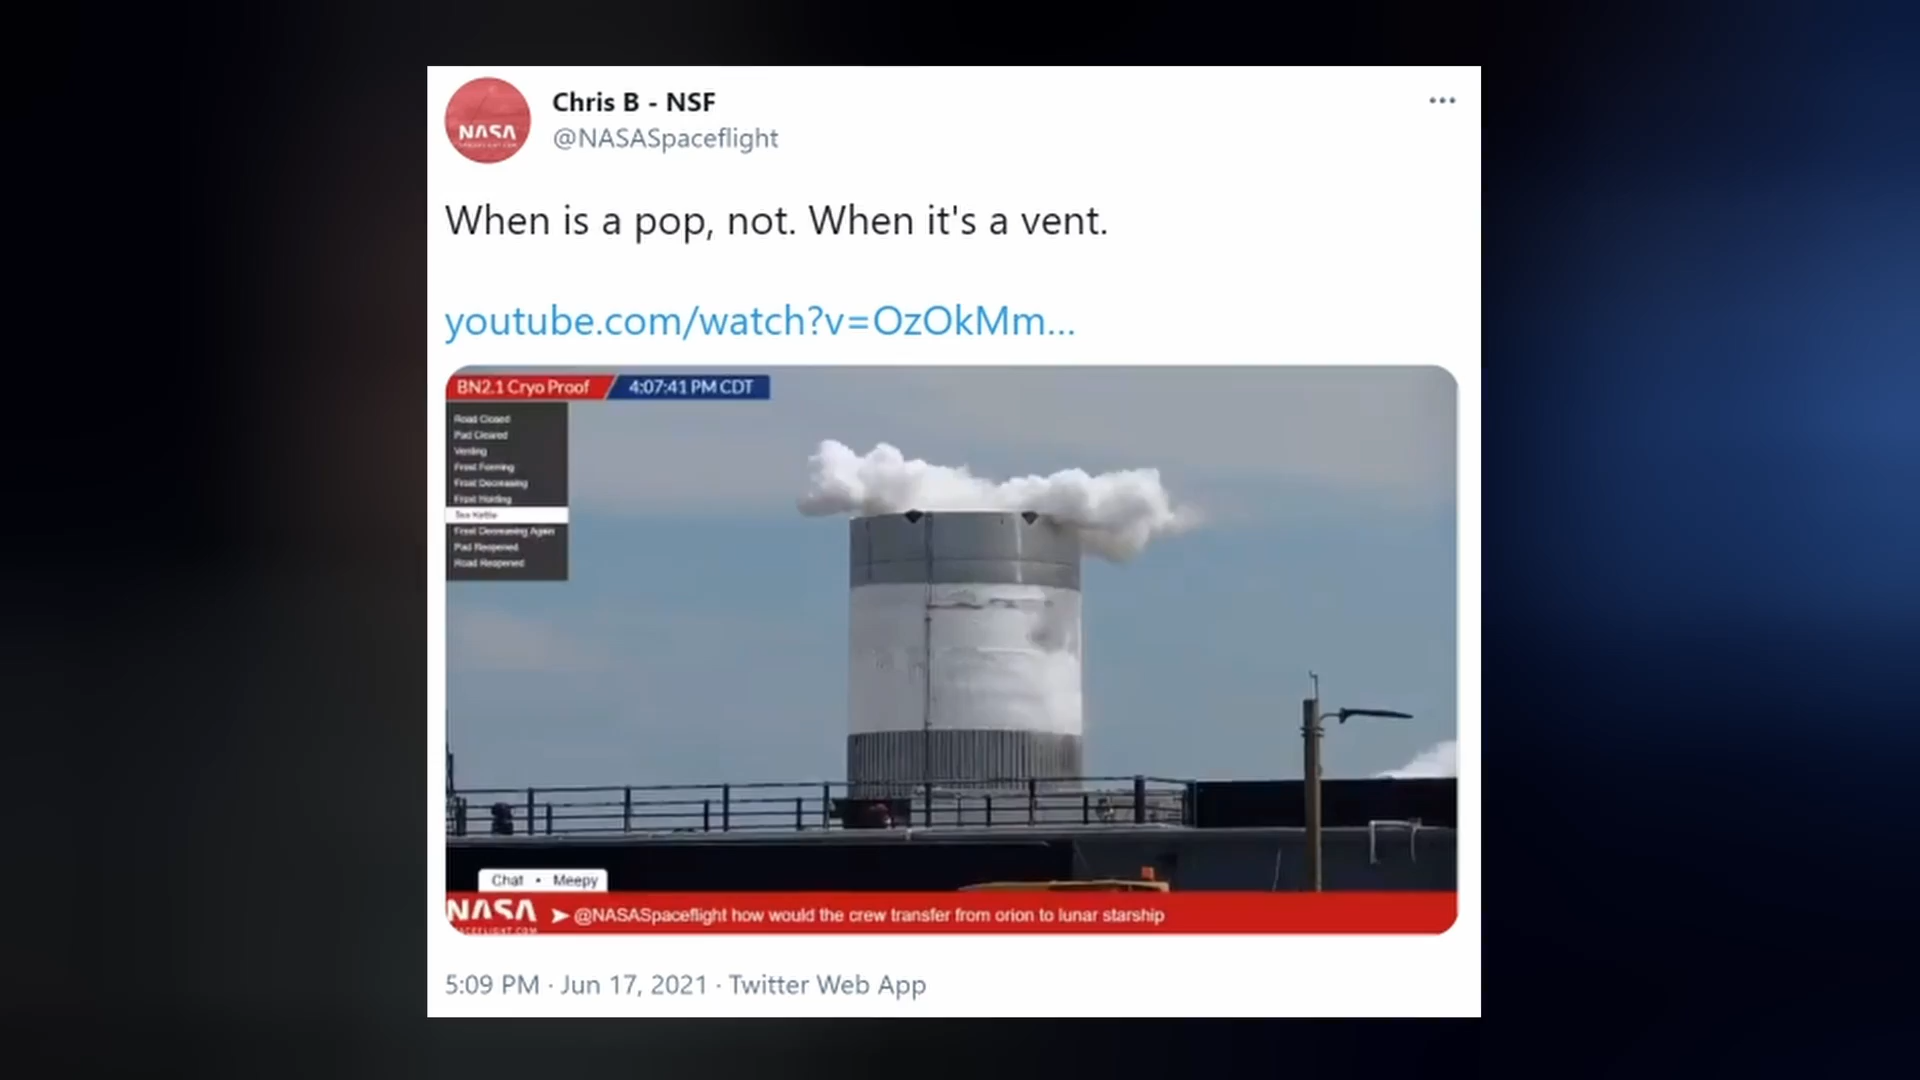 Chris B - NSF
@NASASpaceflight
NASA
When is a pop, not. When it's a vent.
youtube.com/watch?v=OzOkMm...
BN2.1 Cryo Proof 4:07:41 PM CDT
Road Closed
Pad Cleared
Venting
Frost Forming
Frost Decreasing
Frost Holding
Tea Kettle
Frost Decreasing Again
Pad Reopened
Road Reopened
Chat • Meepy
NASA @NASASpaceflight how would the crew transfer from orion to lunar starship
5:09 PM · Jun 17, 2021 · Twitter Web App